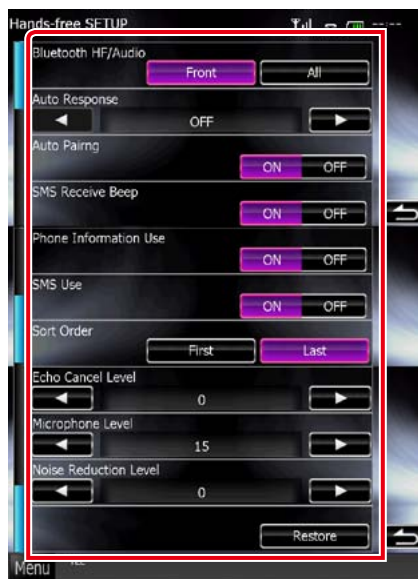 Hands-free SETUP
Bluetooth HF/Audio
Front All
Auto Response
OFF
Auto Pairng
ON OFF
SMS Receive Beep
ON OFF
Phone Information Use
ON OFF
SMS Use
ON OFF
Sort Order
First Last
Echo Cancel Level
0
Microphone Level
15
Noise Reduction Level
0
Restore
Menu